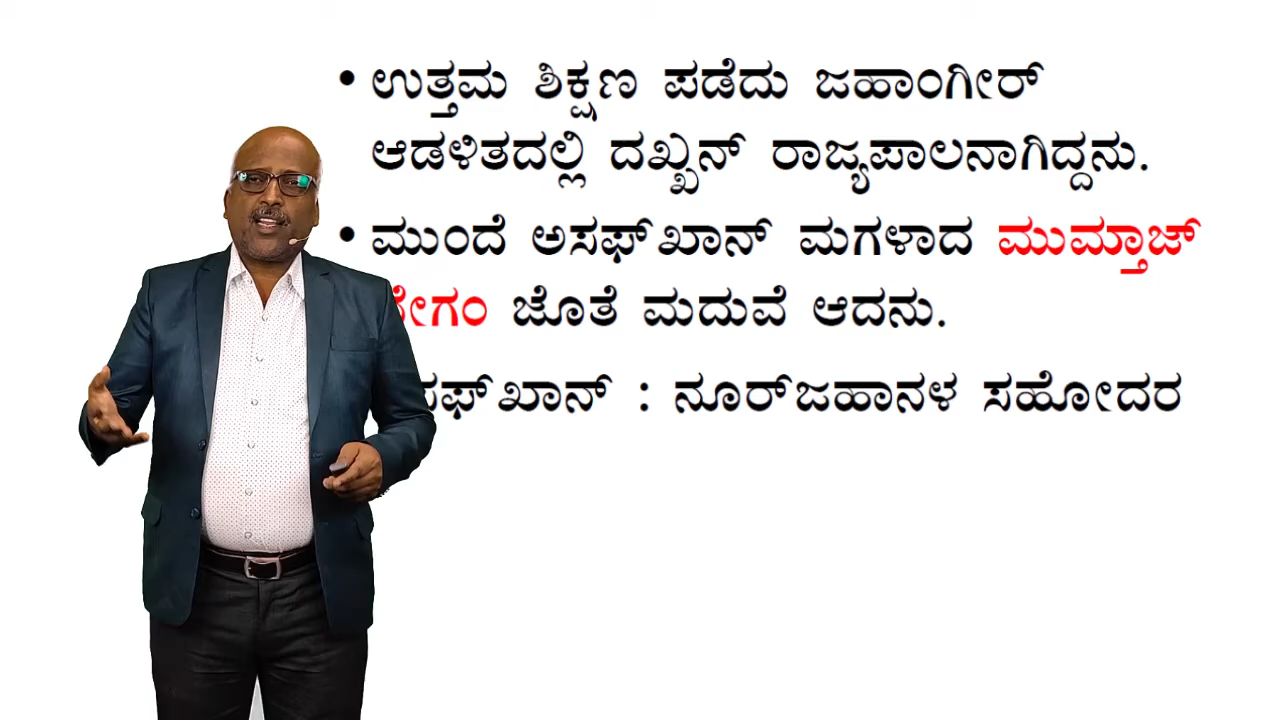 • ಉತ್ತಮ ಶಿಕ್ಷಣ ಪಡೆದು ಜಹಾಂಗೀರ್
ಆಡಳಿತದಲ್ಲಿ ದಖ್ಖನ್ ರಾಜ್ಯಪಾಲನಾಗಿದ್ದನು.
• ಮುಂದೆ ಅಸಫ್‌ಖಾನ್ ಮಗಳಾದ ಮುಮ್ತಾಜ್
ಜೊತೆ ಮದುವೆ ಆದನು.
: ನೂರ್‌ಜಹಾನಳ ಸಹೋದರ